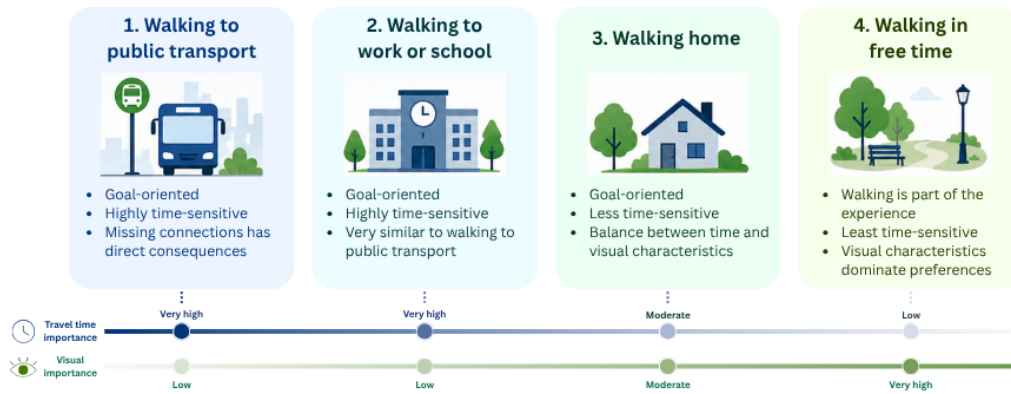 1. Walking to
public transport
• Goal-oriented
• Highly time-sensitive
• Missing connections has
direct consequences
2. Walking to
work or school
• Goal-oriented
• Highly time-sensitive
• Very similar to walking to
public transport
3. Walking home
• Goal-oriented
• Less time-sensitive
• Balance between time and
visual characteristics
4. Walking in
free time
• Walking is part of the
experience
• Least time-sensitive
• Visual characteristics
dominate preferences
Travel time
importance
Very high
Very high
Moderate
Low
Visual
importance
Low
Low
Moderate
Very high